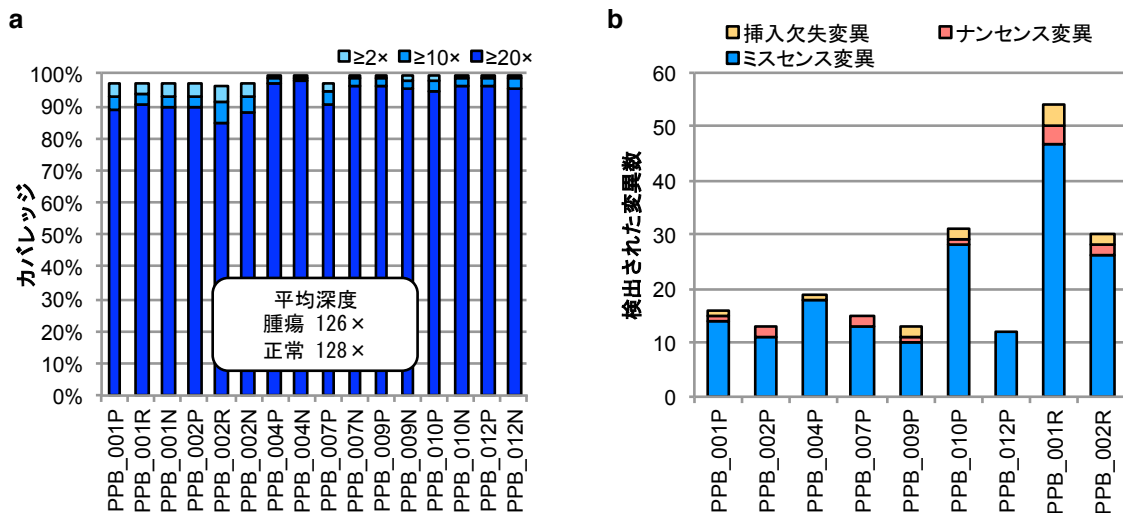 a
≥2× ≥10× ≥20×
100%
90%
80%
70%
60%
50%
40%
30%
20%
10%
0%
カバレッジ
平均深度
腫瘍 126×
正常 128×
PPB_001P
PPB_001R
PPB_001N
PPB_002P
PPB_002R
PPB_002N
PPB_004P
PPB_004N
PPB_007P
PPB_007N
PPB_009P
PPB_009N
PPB_010P
PPB_010N
PPB_012P
PPB_012N
b
挿入欠失変異 ナンセンス変異
ミスセンス変異
60
50
40
30
20
10
0
検出された変異数
PPB_001P
PPB_002P
PPB_004P
PPB_007P
PPB_009P
PPB_010P
PPB_012P
PPB_001R
PPB_002R